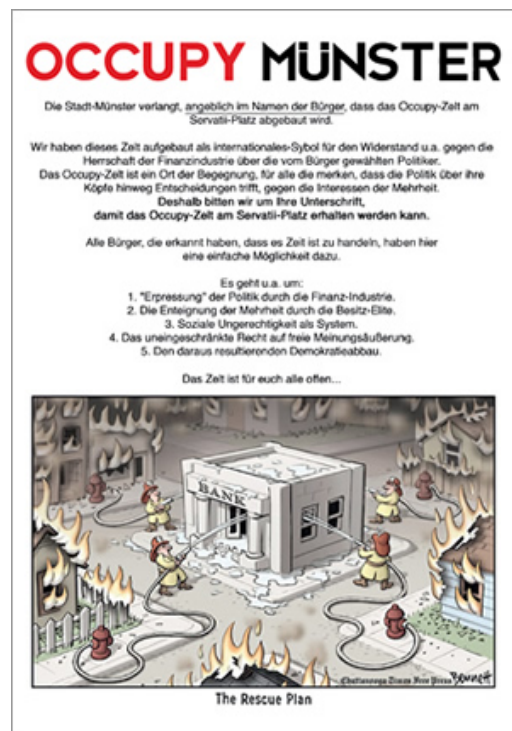 OCCUPY MÜNSTER
Die Stadt-Münster verlangt, angeblich im Namen der Bürger, dass das Occupy-Zelt am
Servatii-Platz abgebaut wird.
Wir haben dieses Zelt aufgebaut als internationales-Sybol für den Widerstand u.a. gegen die
Herrschaft der Finanzindustrie über die vom Bürger gewählten Politiker.
Das Occupy-Zelt ist ein Ort der Begegnung, für alle die merken, dass die Politik über ihre
Köpfe hinweg Entscheidungen trifft, gegen die Interessen der Mehrheit.
Deshalb bitten wir um Ihre Unterschrift,
damit das Occupy-Zelt am Servatii-Platz erhalten werden kann.
Alle Bürger, die erkannt haben, dass es Zeit ist zu handeln, haben hier
eine einfache Möglichkeit dazu.
Es geht u.a. um:
1. "Erpressung" der Politik durch die Finanz-Industrie.
2. Die Enteignung der Mehrheit durch die Besitz-Elite.
3. Soziale Ungerechtigkeit als System.
4. Das uneingeschränkte Recht auf freie Meinungsäußerung.
5. Den daraus resultierenden Demokratieabbau.
Das Zelt ist für euch alle offen...
BANK
Chattanooga Times Free Press Bennett
The Rescue Plan